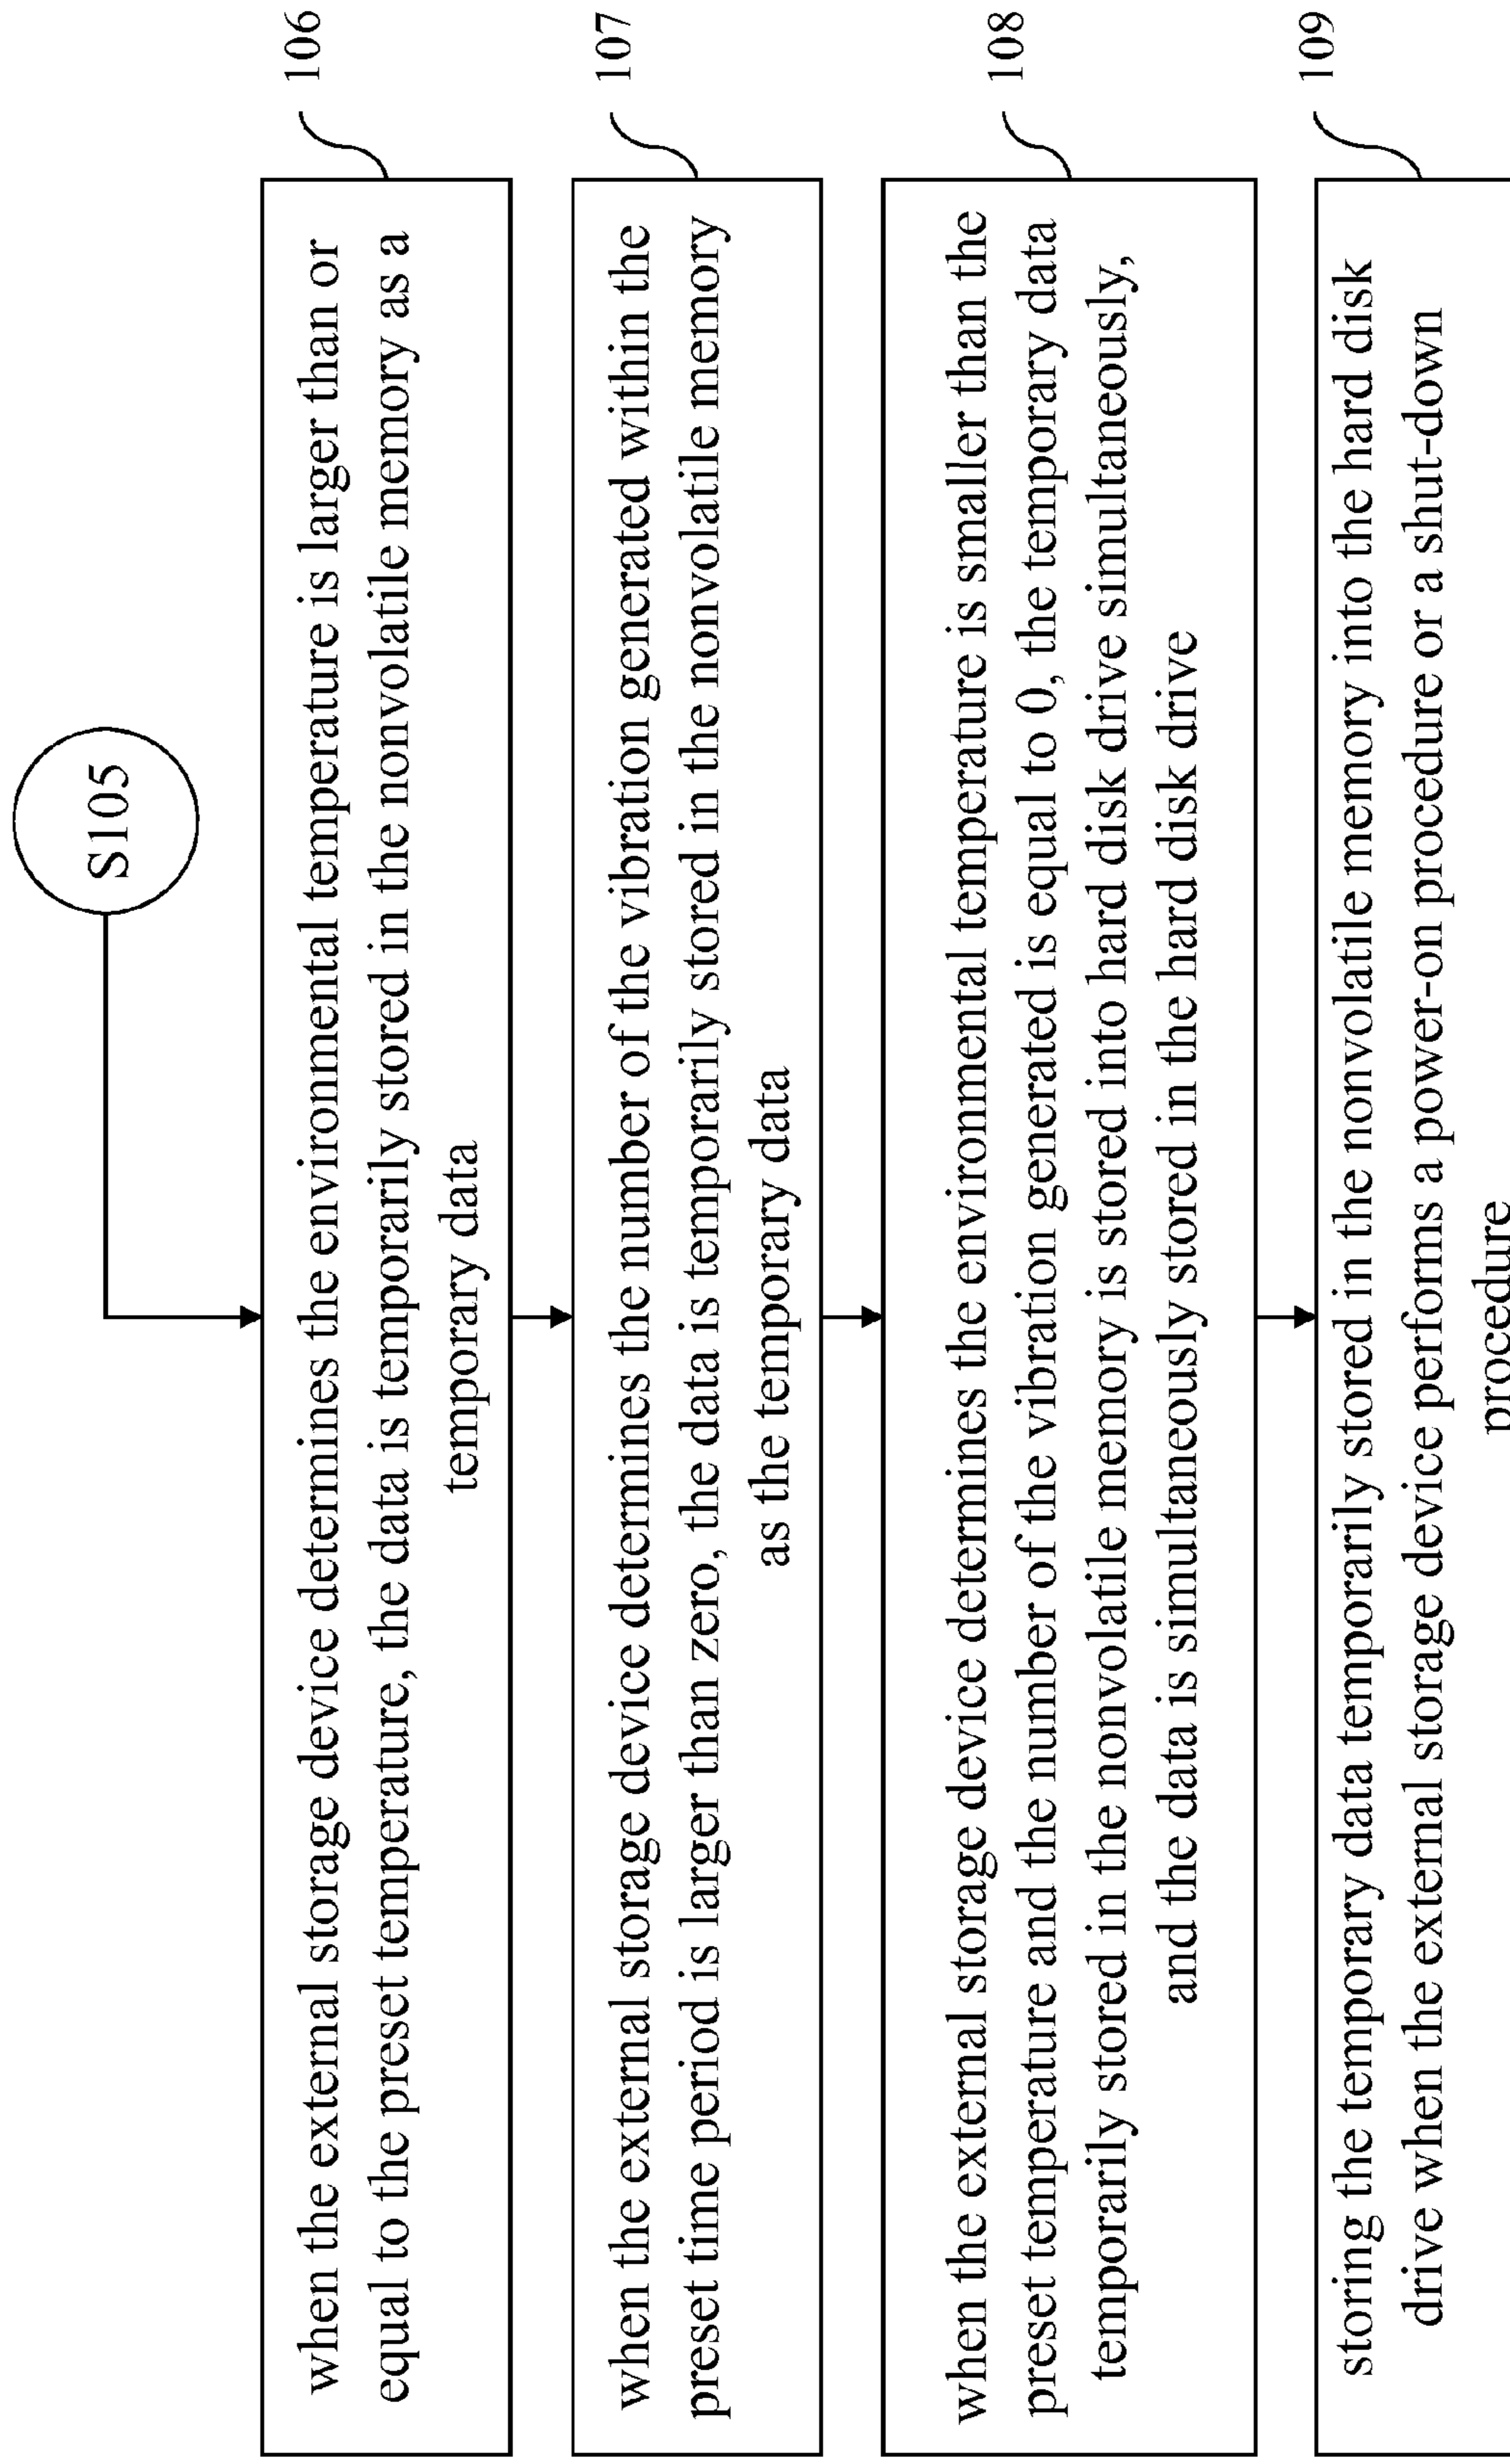 S105
when the external storage device determines the environmental temperature is larger than or
equal to the preset temperature, the data is temporarily stored in the nonvolatile memory as a
temporary data
106
when the external storage device determines the number of the vibration generated within the
preset time period is larger than zero, the data is temporarily stored in the nonvolatile memory
as the temporary data
107
when the external storage device determines the environmental temperature is smaller than the
preset temperature and the number of the vibration generated is equal to 0, the temporary data
temporarily stored in the nonvolatile memory is stored into hard disk drive simultaneously,
and the data is simultaneously stored in the hard disk drive
108
storing the temporary data temporarily stored in the nonvolatile memory into the hard disk
drive when the external storage device performs a power-on procedure or a shut-down
procedure
109